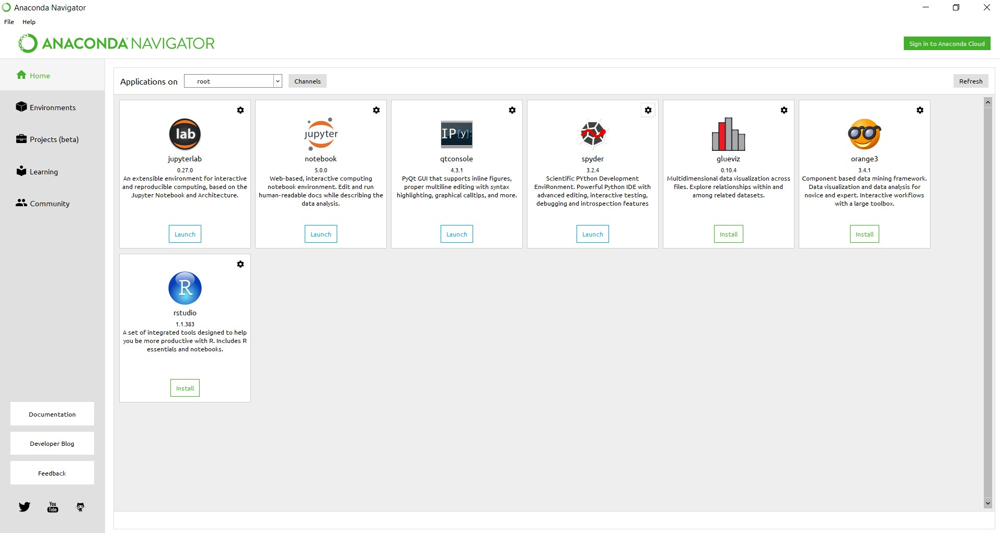 Anaconda Navigator
File Help
ANACONDA NAVIGATOR
Sign in to Anaconda Cloud
Home
Environments
Projects (beta)
Learning
Community
Documentation
Developer Blog
Feedback
You
Tube
Applications on root Channels Refresh
lab
jupyterlab
0.27.0
An extensible environment for interactive
and reproducible computing, based on the
Jupyter Notebook and Architecture.
Launch
jupyter
notebook
5.0.0
Web-based, interactive computing
notebook environment. Edit and run
human-readable docs while describing the
data analysis.
Launch
IP[y]:
qtconsole
4.3.1
PyQt GUI that supports inline figures,
proper multiline editing with syntax
highlighting, graphical calltips, and more.
Launch
spyder
3.2.4
Scientific PYthon Development
EnviRonment. Powerful Python IDE with
advanced editing, interactive testing,
debugging and introspection features
Launch
glueviz
0.10.4
Multidimensional data visualization across
files. Explore relationships within and
among related datasets.
Install
orange3
3.4.1
Component based data mining framework.
Data visualization and data analysis for
novice and expert. Interactive workflows
with a large toolbox.
Install
R
rstudio
1.1.383
A set of integrated tools designed to help
you be more productive with R. Includes R
essentials and notebooks.
Install